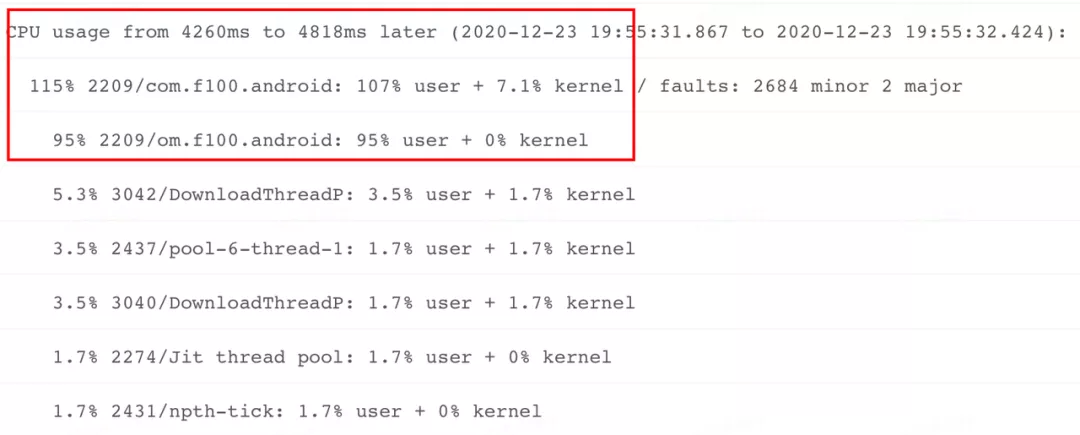 CPU usage from 4260ms to 4818ms later (2020-12-23 19:55:31.867 to 2020-12-23 19:55:32.424):
115% 2209/com.f100.android: 107% user + 7.1% kernel / faults: 2684 minor 2 major
95% 2209/om.f100.android: 95% user + 0% kernel
5.3% 3042/DownloadThreadP: 3.5% user + 1.7% kernel
3.5% 2437/pool-6-thread-1: 1.7% user + 1.7% kernel
3.5% 3040/DownloadThreadP: 1.7% user + 1.7% kernel
1.7% 2274/Jit thread pool: 1.7% user + 0% kernel
1.7% 2431/npth-tick: 1.7% user + 0% kernel